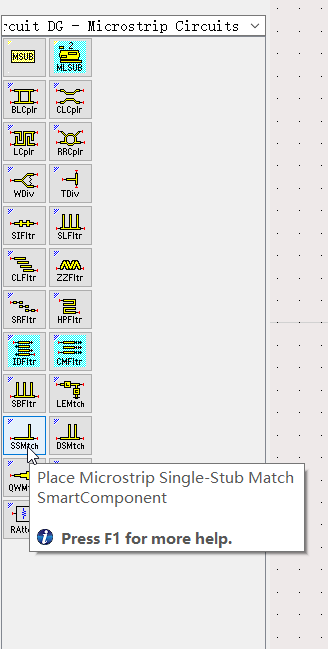 rcuit DG - Microstrip Circuits
MSUB
2
MLSUB
BLCplr
CLCplr
LCplr
RRCplr
WDiv
TDiv
SIFltr
SLFltr
CLFltr
ZZFltr
SRFltr
HPFltr
IDFltr
CMFltr
SBFltr
LEMtch
SSMtch
DSMtch
QWM
RAtt
Place Microstrip Single-Stub Match
SmartComponent
Press F1 for more help.